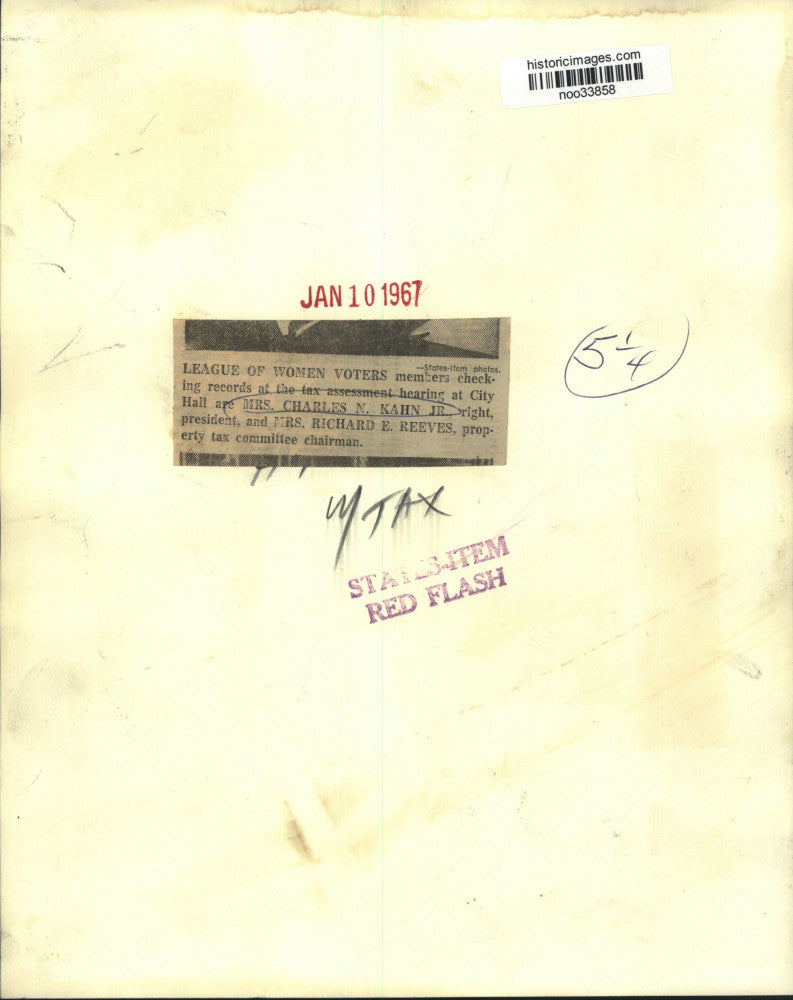 historicimages.com
noo33858
JAN 10 1967
—States-Item photos.
LEAGUE OF WOMEN VOTERS members check-
ing records at the tax assessment hearing at City
Hall are MRS. CHARLES N. KAHN JR., right,
president, and MRS. RICHARD E. REEVES, prop-
erty tax committee chairman.
5 1/4
W/TAX
STATES-ITEM
RED FLASH